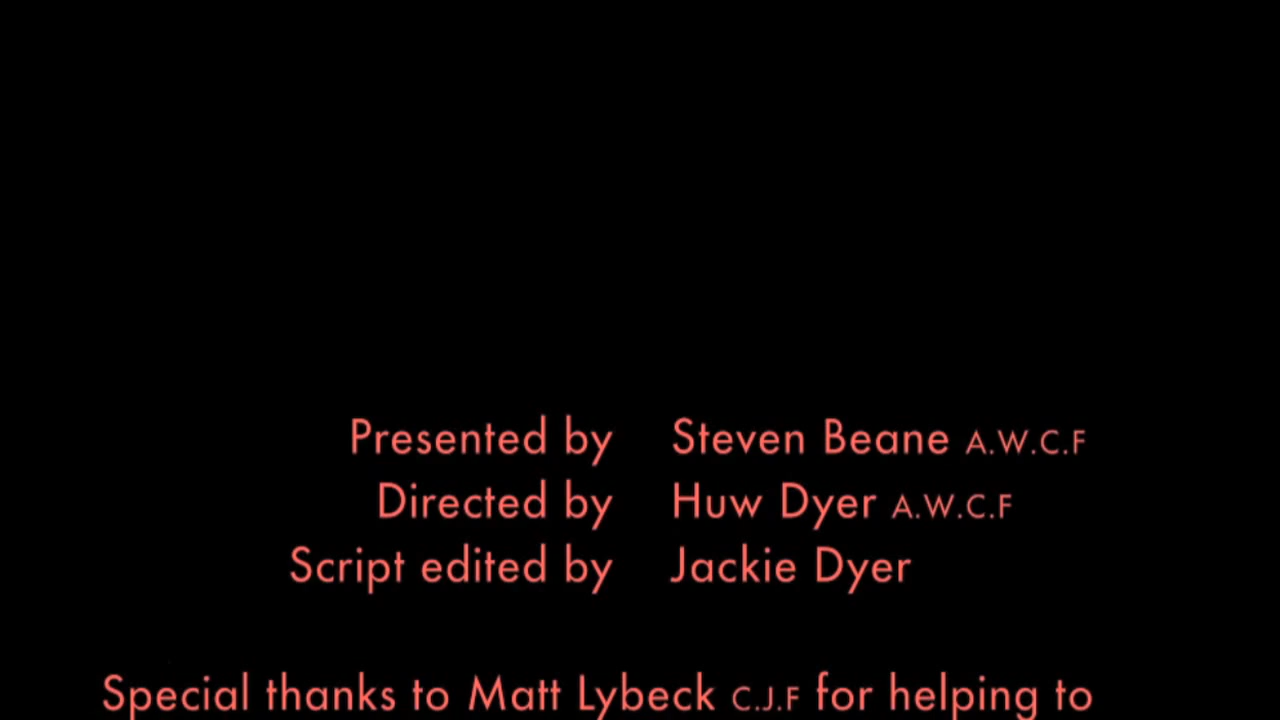 Presented by Steven Beane A.W.C.F
Directed by Huw Dyer A.W.C.F
Script edited by Jackie Dyer
Special thanks to Matt Lybeck C.J.F for helping to